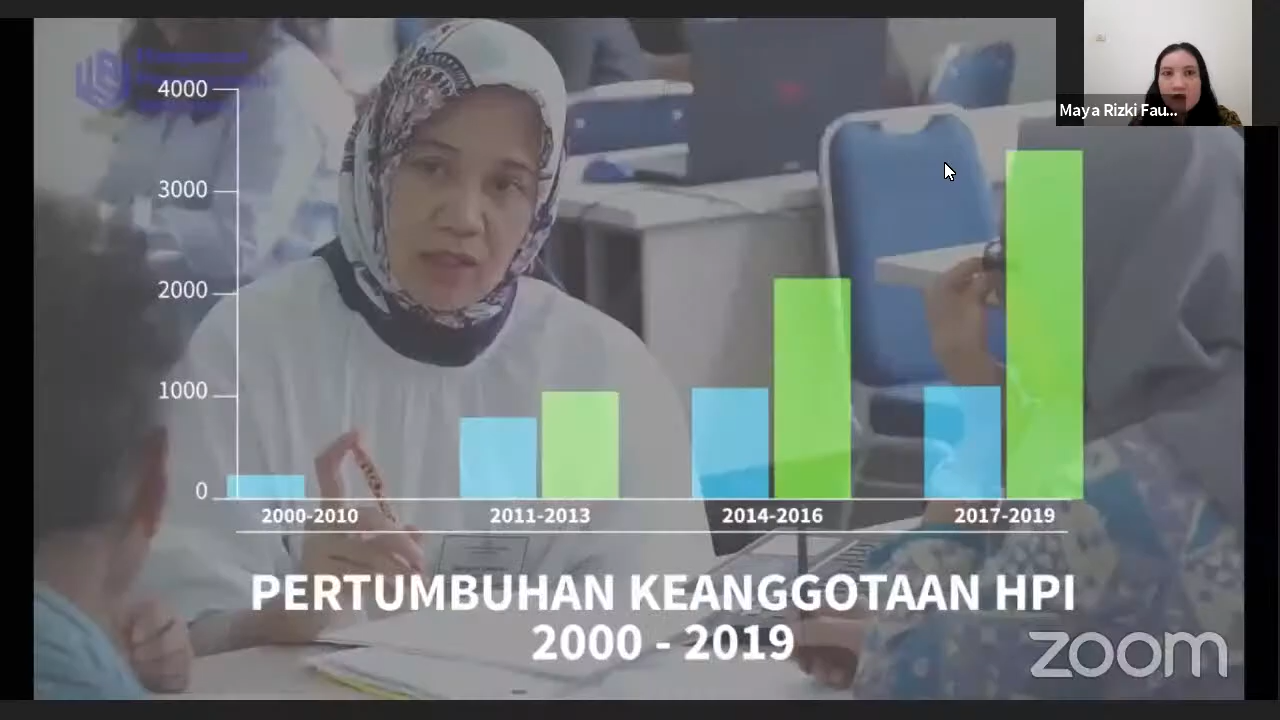 4000
3000
2000
1000
0
2000-2010
2011-2013
2014-2016
2017-2019
PERTUMBUHAN KEANGGOTAAN HPI
2000 - 2019
Maya Rizki Fau...
zoom